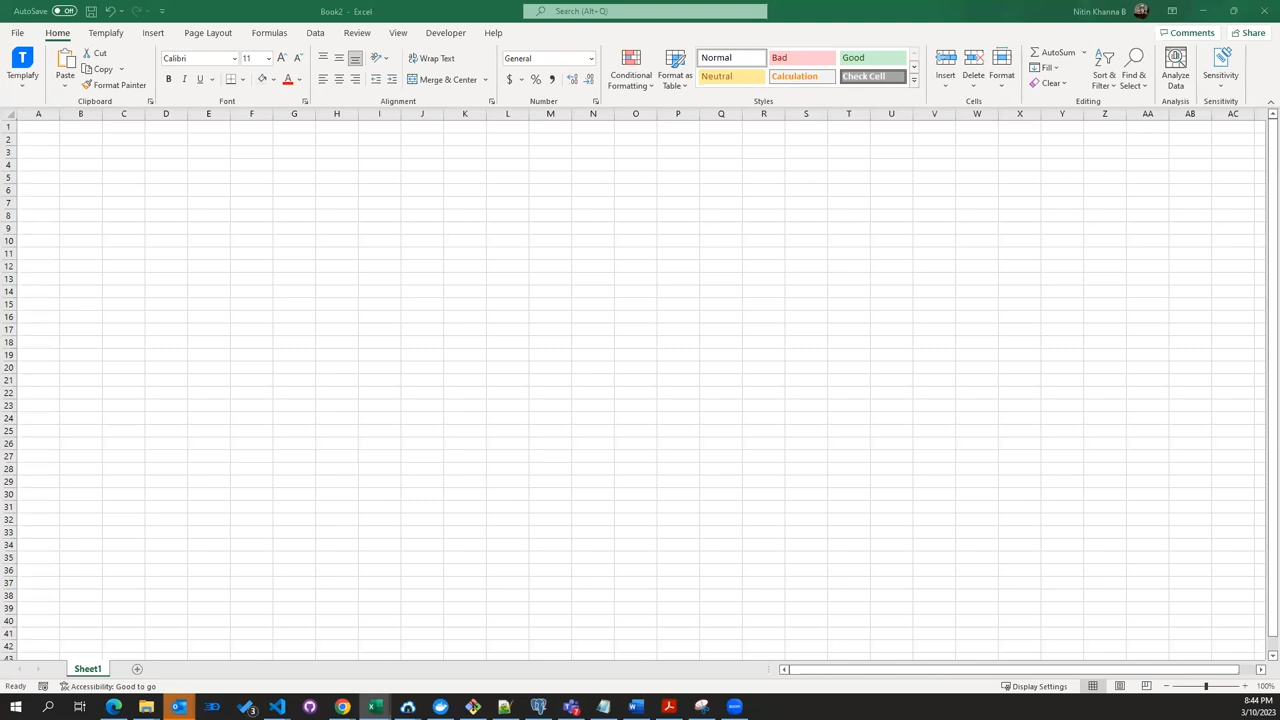 AutoSave Off Book2 - Excel Search (Alt+Q) Nitin Khanna B
File Home Templafy Insert Page Layout Formulas Data Review View Developer Help Comments Share
Templafy
Paste
Cut
Copy
Format Painter
Clipboard
Calibri 11
B I U
Font
Wrap Text
Merge & Center
Alignment
General
$ %
Number
Conditional Formatting
Format as Table
Normal Bad Good
Neutral Calculation Check Cell
Styles
Insert Delete Format
Cells
AutoSum
Fill
Clear
Sort & Filter
Find & Select
Editing
Analyze Data
Analysis
Sensitivity
Sensitivity
A B C D E F G H I J K L M N O P Q R S T U V W X Y Z AA AB AC
1
2
3
4
5
6
7
8
9
10
11
12
13
14
15
16
17
18
19
20
21
22
23
24
25
26
27
28
29
30
31
32
33
34
35
36
37
38
39
40
41
42
43
Sheet1
Ready Accessibility: Good to go Display Settings 100%
8:44 PM
3/10/2023